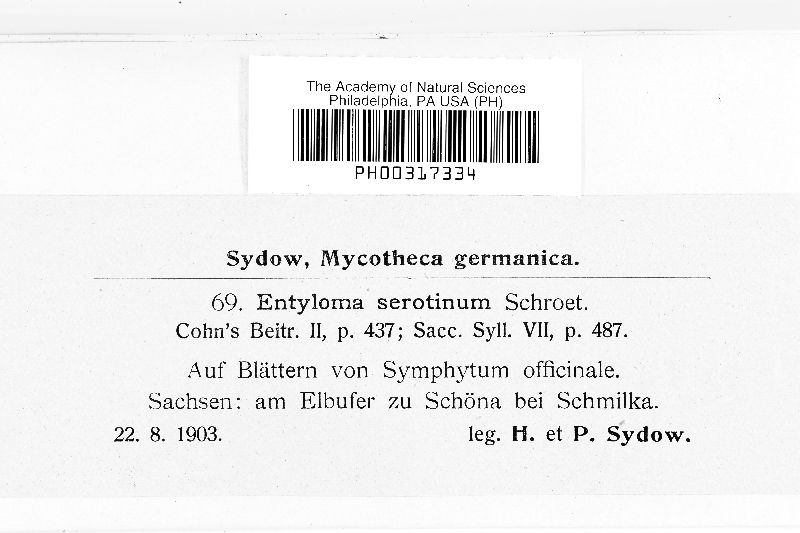 The Academy of Natural Sciences
Philadelphia, PA USA (PH)
PH00317334
Sydow, Mycotheca germanica.
69. Entyloma serotinum Schroet.
Cohn's Beitr. II, p. 437; Sacc. Syll. VII, p. 487.
Auf Blättern von Symphytum officinale.
Sachsen: am Elbufer zu Schöna bei Schmilka.
22. 8. 1903. leg. H. et P. Sydow.